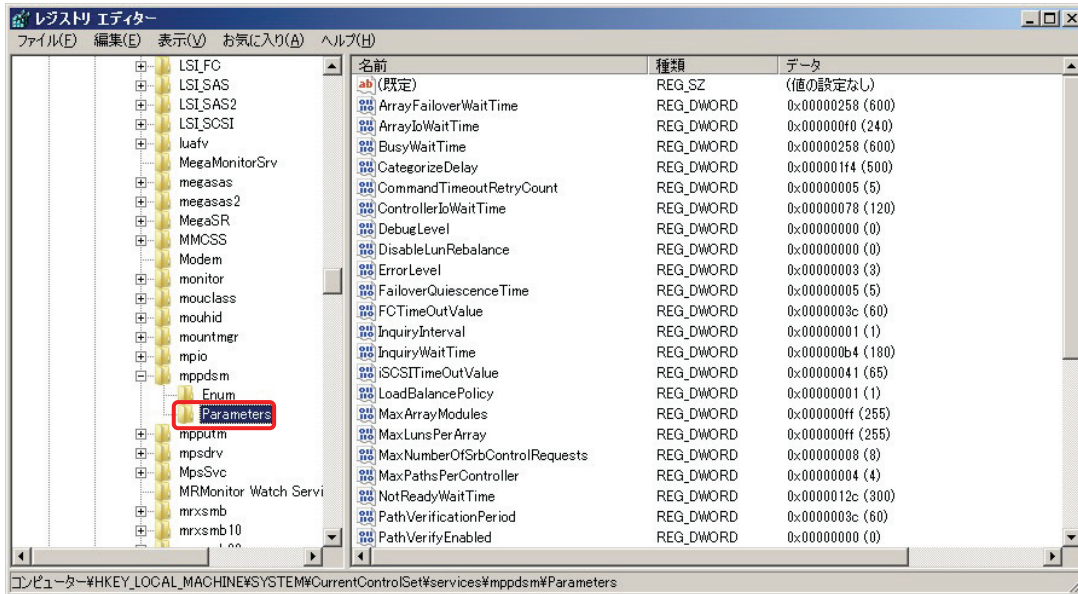 レジストリ エディター
ファイル(F) 編集(E) 表示(V) お気に入り(A) ヘルプ(H)
LSI_FC
LSI_SAS
LSI_SAS2
LSI_SCSI
luafv
MegaMonitorSrv
megasas
megasas2
MegaSR
MMCSS
Modem
monitor
mouclass
mouhid
mountmgr
mpio
mppdsm
Enum
Parameters
mpputm
mpsdrv
MpsSvc
MRMonitor Watch Servi
mrxsmb
mrxsmb10
名前 種類 データ
(既定) REG_SZ (値の設定なし)
ArrayFailoverWaitTime REG_DWORD 0x00000258 (600)
ArrayIoWaitTime REG_DWORD 0x000000f0 (240)
BusyWaitTime REG_DWORD 0x00000258 (600)
CategorizeDelay REG_DWORD 0x000001f4 (500)
CommandTimeoutRetryCount REG_DWORD 0x00000005 (5)
ControllerIoWaitTime REG_DWORD 0x00000078 (120)
DebugLevel REG_DWORD 0x00000000 (0)
DisableLunRebalance REG_DWORD 0x00000000 (0)
ErrorLevel REG_DWORD 0x00000003 (3)
FailoverQuiescenceTime REG_DWORD 0x00000005 (5)
FCTimeOutValue REG_DWORD 0x0000003c (60)
InquiryInterval REG_DWORD 0x00000001 (1)
InquiryWaitTime REG_DWORD 0x000000b4 (180)
iSCSITimeOutValue REG_DWORD 0x00000041 (65)
LoadBalancePolicy REG_DWORD 0x00000001 (1)
MaxArrayModules REG_DWORD 0x000000ff (255)
MaxLunsPerArray REG_DWORD 0x000000ff (255)
MaxNumberOfSrbControlRequests REG_DWORD 0x00000008 (8)
MaxPathsPerController REG_DWORD 0x00000004 (4)
NotReadyWaitTime REG_DWORD 0x0000012c (300)
PathVerificationPeriod REG_DWORD 0x0000003c (60)
PathVerifyEnabled REG_DWORD 0x00000000 (0)
コンピューター¥HKEY_LOCAL_MACHINE¥SYSTEM¥CurrentControlSet¥services¥mppdsm¥Parameters